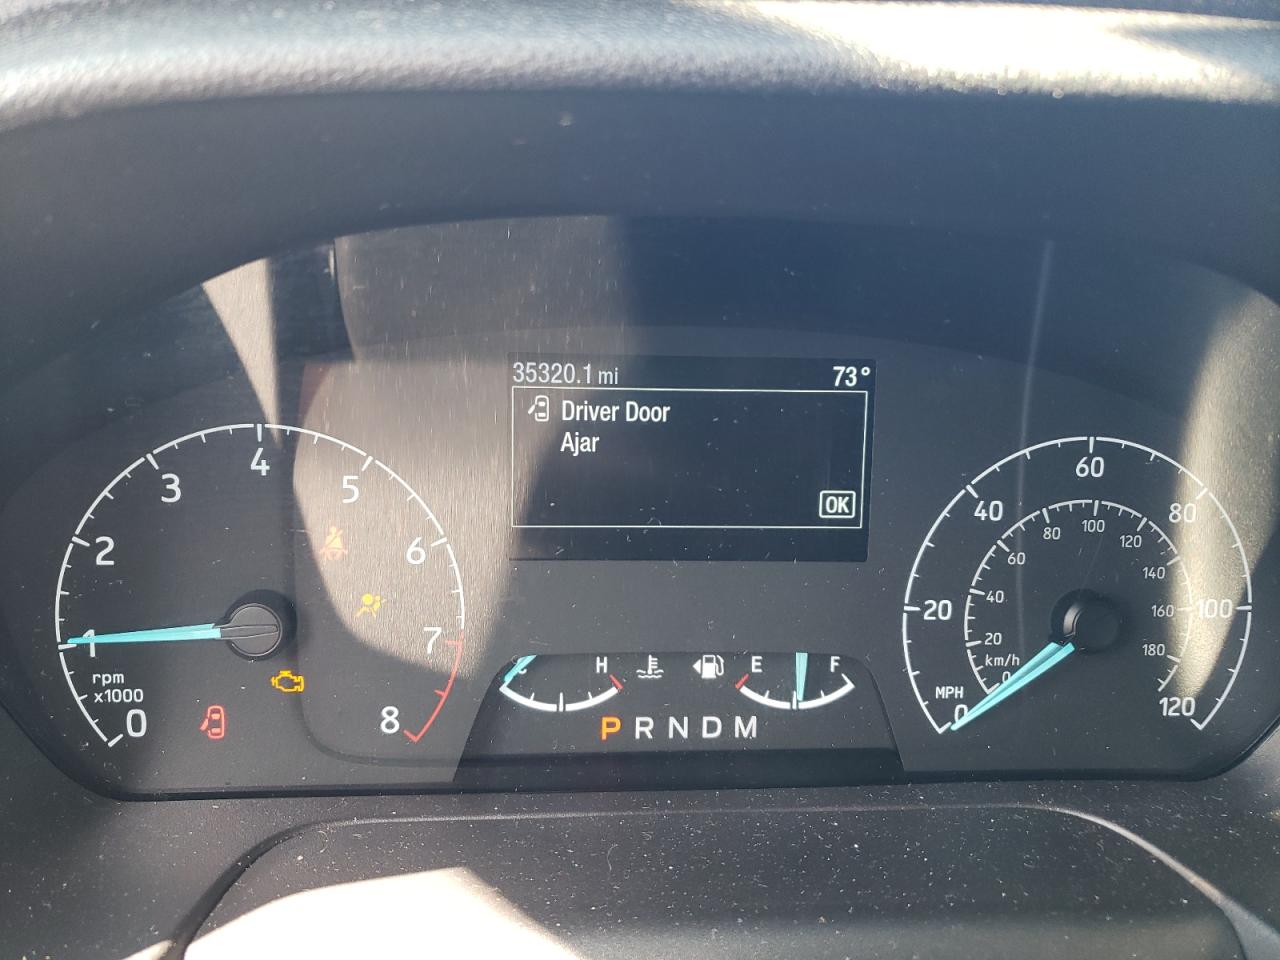 35320.1 mi 73°
Driver Door
Ajar
OK
0 1 2 3 4 5 6 7 8
rpm
x1000
C H
E F
P R N D M
0 20 40 60 80 100 120
MPH
0 20 40 60 80 100 120 140 160 180
km/h